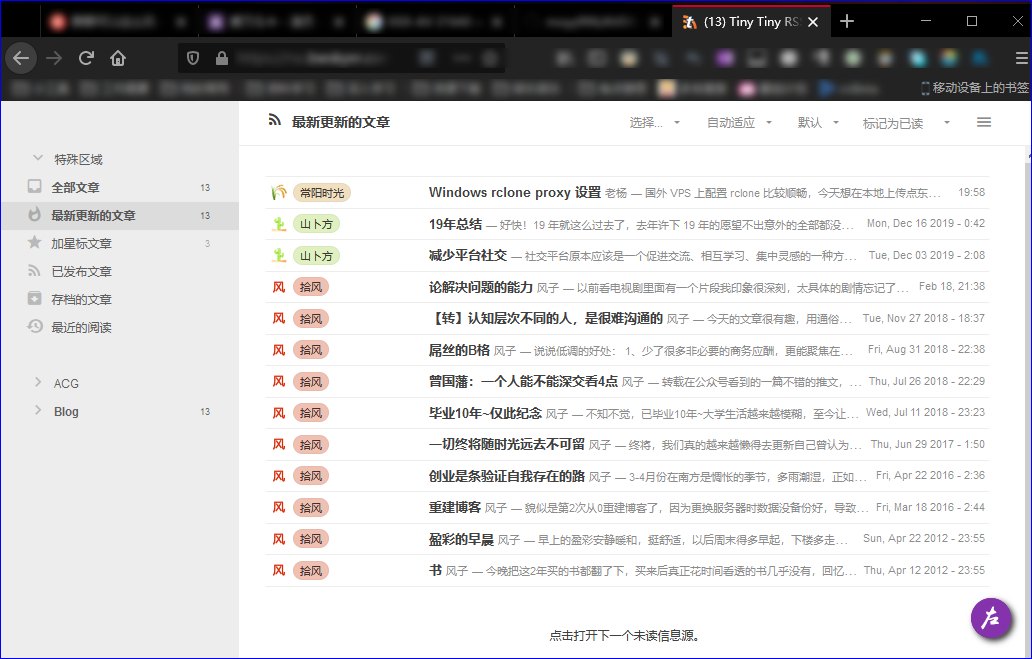 (13) Tiny Tiny RS
移动设备上的书签
最新更新的文章
选择... 自动适应 默认 标记为已读
特殊区域
全部文章 13
最新更新的文章 13
加星标文章 3
已发布文章
存档的文章
最近的阅读
ACG
Blog 13
常阳时光 Windows rclone proxy 设置 老杨 — 国外 VPS 上配置 rclone 比较顺畅，今天想在本地上传点东… 19:58
山卜方 19年总结 — 好快！19 年就这么过去了，去年许下 19 年的愿望不出意外的全部都没… Mon, Dec 16 2019 - 0:42
山卜方 减少平台社交 — 社交平台原本应该是一个促进交流、相互学习、集中灵感的一种方… Tue, Dec 03 2019 - 2:08
风 拾风 论解决问题的能力 风子 — 以前看电视剧里面有一个片段我印象很深刻，太具体的剧情忘记了… Feb 18, 21:38
风 拾风 【转】认知层次不同的人，是很难沟通的 风子 — 今天的文章很有趣，用通俗… Tue, Nov 27 2018 - 18:37
风 拾风 屌丝的B格 风子 — 说说低调的好处： 1、少了很多非必要的商务应酬，更能聚焦在… Fri, Aug 31 2018 - 22:38
风 拾风 曾国藩：一个人能不能深交看4点 风子 — 转载在公众号看到的一篇不错的推文，… Thu, Jul 26 2018 - 22:29
风 拾风 毕业10年~仅此纪念 风子 — 不知不觉，已毕业10年~大学生活越来越模糊，至今让… Wed, Jul 11 2018 - 23:23
风 拾风 一切终将随时光远去不可留 风子 — 终将，我们真的越来越懒得去更新自己曾认为… Thu, Jun 29 2017 - 1:50
风 拾风 创业是条验证自我存在的路 风子 — 3-4月份在南方是惆怅的季节，多雨潮湿，正如… Fri, Apr 22 2016 - 2:36
风 拾风 重建博客 风子 — 貌似是第2次从0重建博客了，因为更换服务器时数据没备份好，导致… Fri, Mar 18 2016 - 2:44
风 拾风 盈彩的早晨 风子 — 早上的盈彩安静暖和，挺舒适，以后周末得多早起，下楼多走… Sun, Apr 22 2012 - 23:55
风 拾风 书 风子 — 今晚把这2年买的书都翻了下，买来后真正花时间看透的书几乎没有，回忆… Thu, Apr 12 2012 - 23:55
点击打开下一个未读信息源。